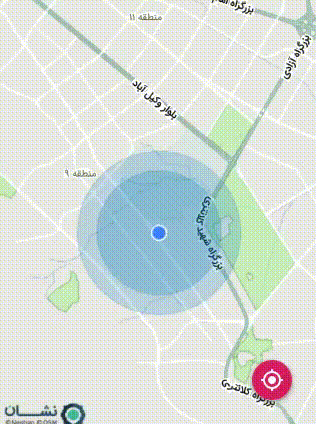 بزرگراه امام
منطقه ۱۱
بزرگراه آزادی
بلوار وکیل آباد
منطقه ۹
بزرگراه شهید کلانتری
بزرگراه کلانتری
نشان
©Neshan ©OSM